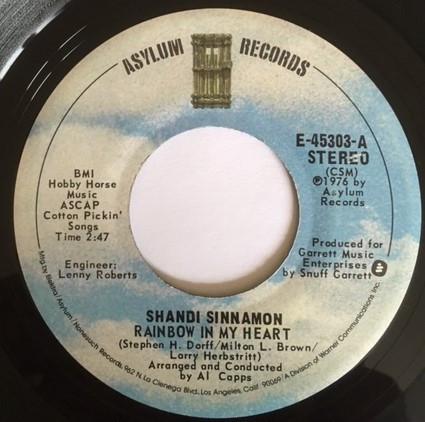 ASYLUM RECORDS
E-45303-A
STEREO
(CSM)
℗1976 by
Asylum
Records
BMI
Hobby Horse
Music
ASCAP
Cotton Pickin'
Songs
Time 2:47
Engineer:
Lenny Roberts
Produced for
Garrett Music
Enterprises
by Snuff Garrett
SHANDI SINNAMON
RAINBOW IN MY HEART
(Stephen H. Dorff/Milton L. Brown/
Larry Herbstritt)
Arranged and Conducted
by Al Capps
Mfg. by Elektra/Asylum/Nonesuch Records, 962 N. La Cienega Blvd., Los Angeles, Calif. 90069/A Division of Warner Communications Inc.